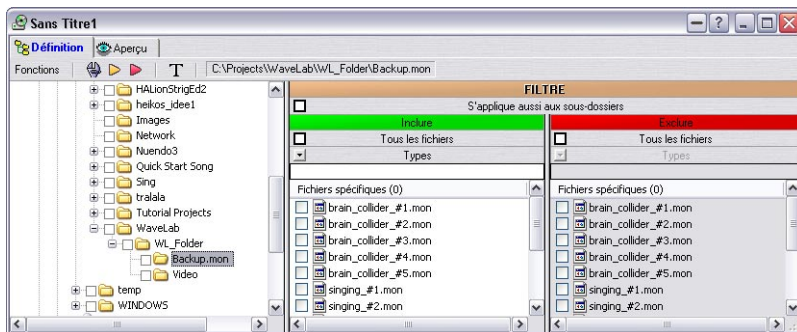 Sans Titre1
Définition Aperçu
Fonctions T C:\Projects\WaveLab\WL_Folder\Backup.mon
HALionStrigEd2
heikos_idee1
Images
Network
Nuendo3
Quick Start Song
Sing
tralala
Tutorial Projects
WaveLab
WL_Folder
Backup.mon
Video
temp
WINDOWS
FILTRE
S'applique aussi aux sous-dossiers
Inclure
Tous les fichiers
Types
Fichiers spécifiques (0)
brain_collider_#1.mon
brain_collider_#2.mon
brain_collider_#3.mon
brain_collider_#4.mon
brain_collider_#5.mon
singing_#1.mon
singing_#2.mon
Exclure
Tous les fichiers
Types
Fichiers spécifiques (0)
brain_collider_#1.mon
brain_collider_#2.mon
brain_collider_#3.mon
brain_collider_#4.mon
brain_collider_#5.mon
singing_#1.mon
singing_#2.mon